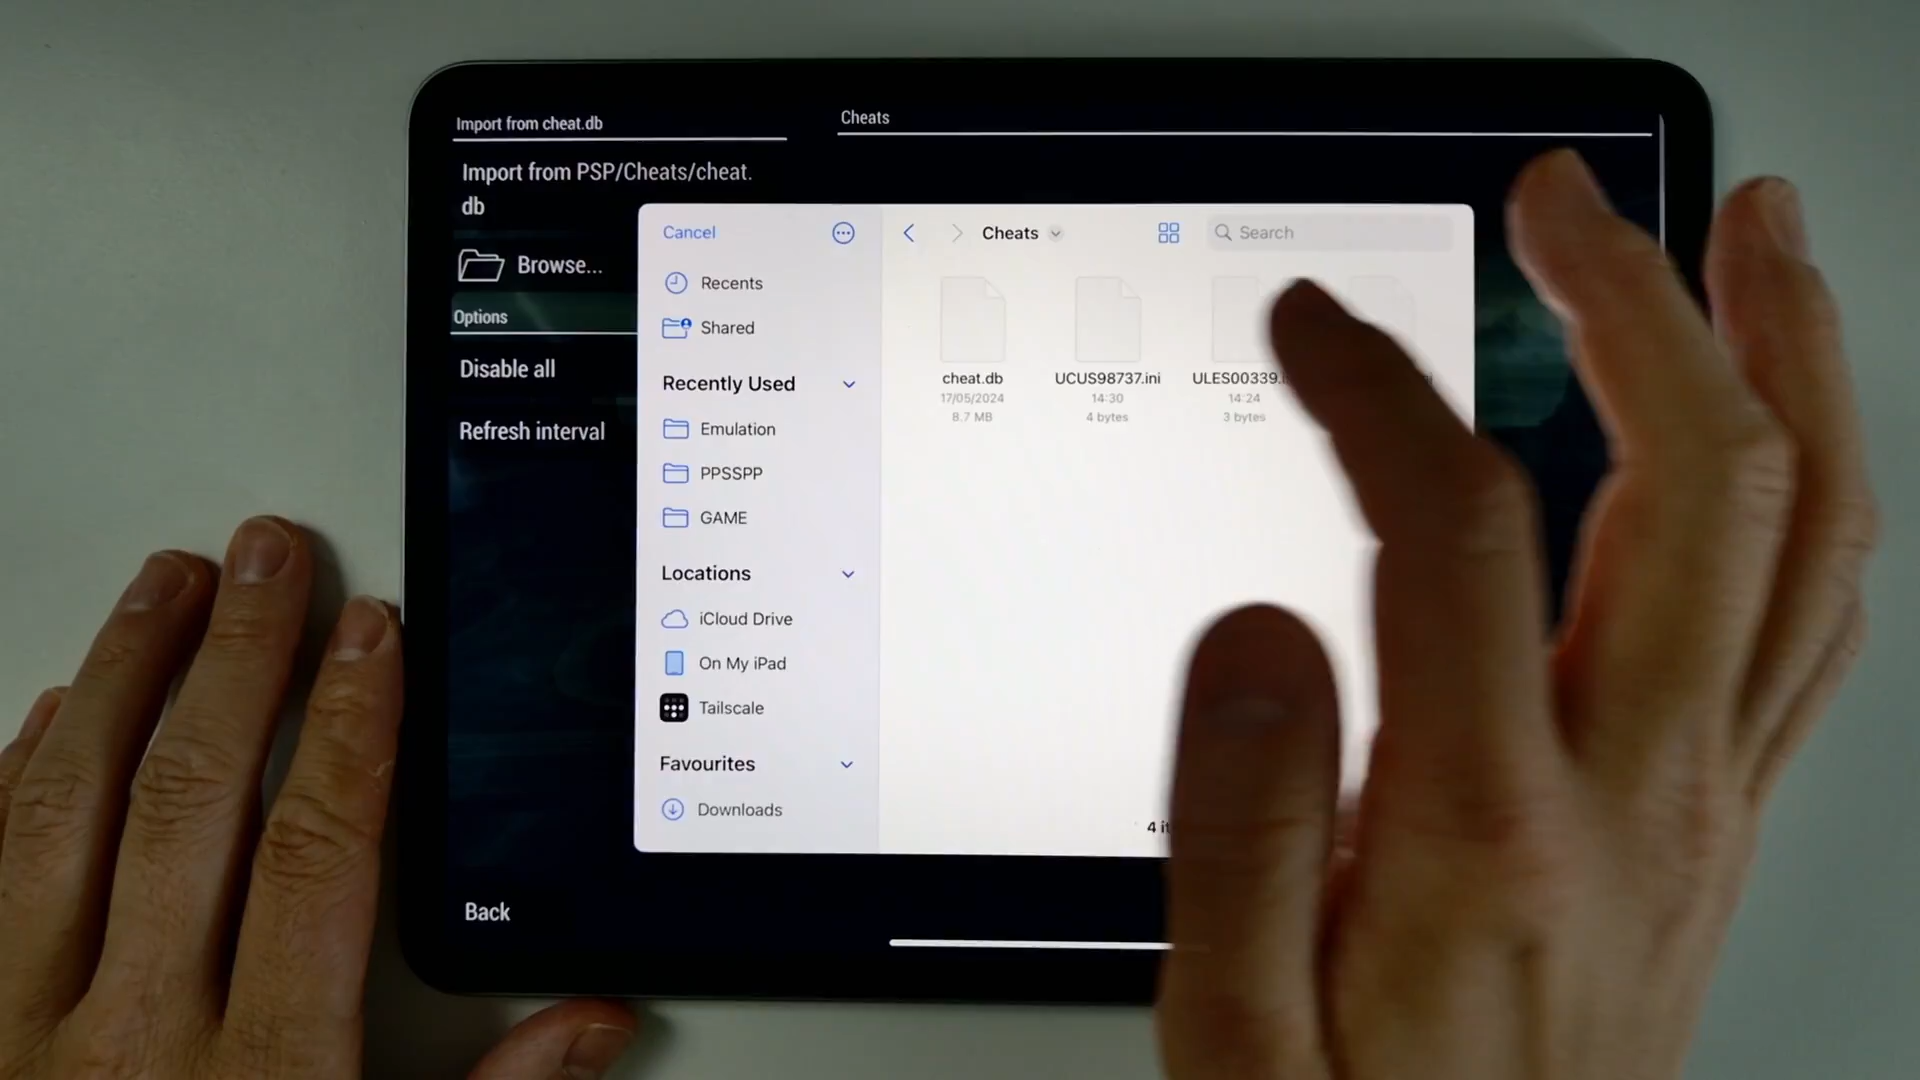 Import from cheat.db
Cheats
Import from PSP/Cheats/cheat.
db
Browse...
Options
Disable all
Refresh interval
Back
Cancel
Cheats
Search
Recents
Shared
Recently Used
Emulation
PPSSPP
GAME
Locations
iCloud Drive
On My iPad
Tailscale
Favourites
Downloads
cheat.db
17/05/2024
8.7 MB
UCUS98737.ini
14:30
4 bytes
ULES00339.i
14:24
3 bytes
4 it